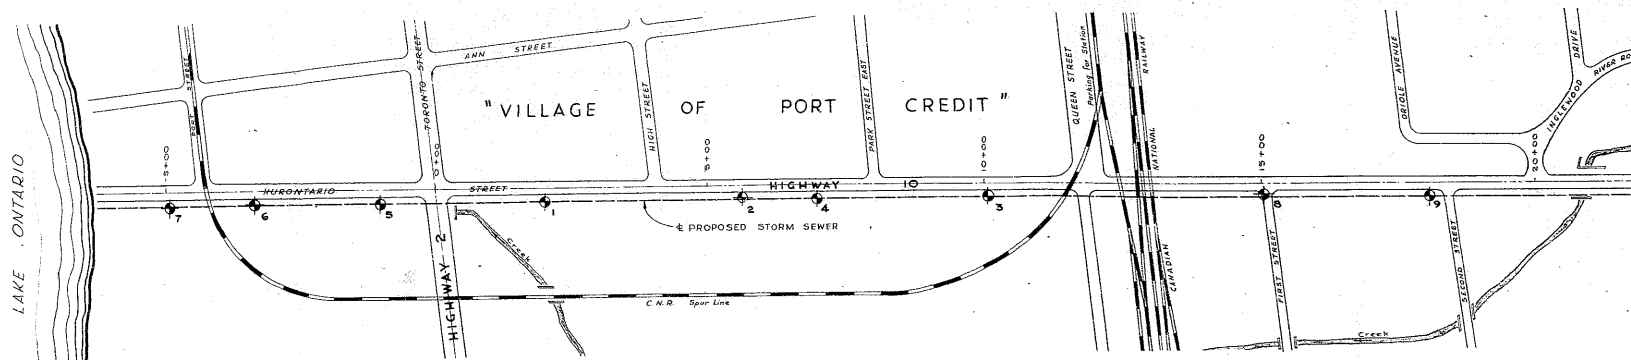 LAKE ONTARIO
PORT STREET
TORONTO STREET
ANN STREET
HIGH STREET
"VILLAGE OF PORT CREDIT"
PARK STREET EAST
QUEEN STREET
Parking for Station
RAILWAY
NATIONAL
CANADIAN
ORIOLE AVENUE
INGLEWOOD DRIVE
RIVER RO
5+00
0+00
5+00
10+00
15+00
20+00
HURONTARIO STREET
HIGHWAY 10
7
6
5
1
2
4
3
8
9
℄ PROPOSED STORM SEWER
HIGHWAY 2
Creek
C.N.R. Spur Line
FIRST STREET
SECOND STREET
Creek